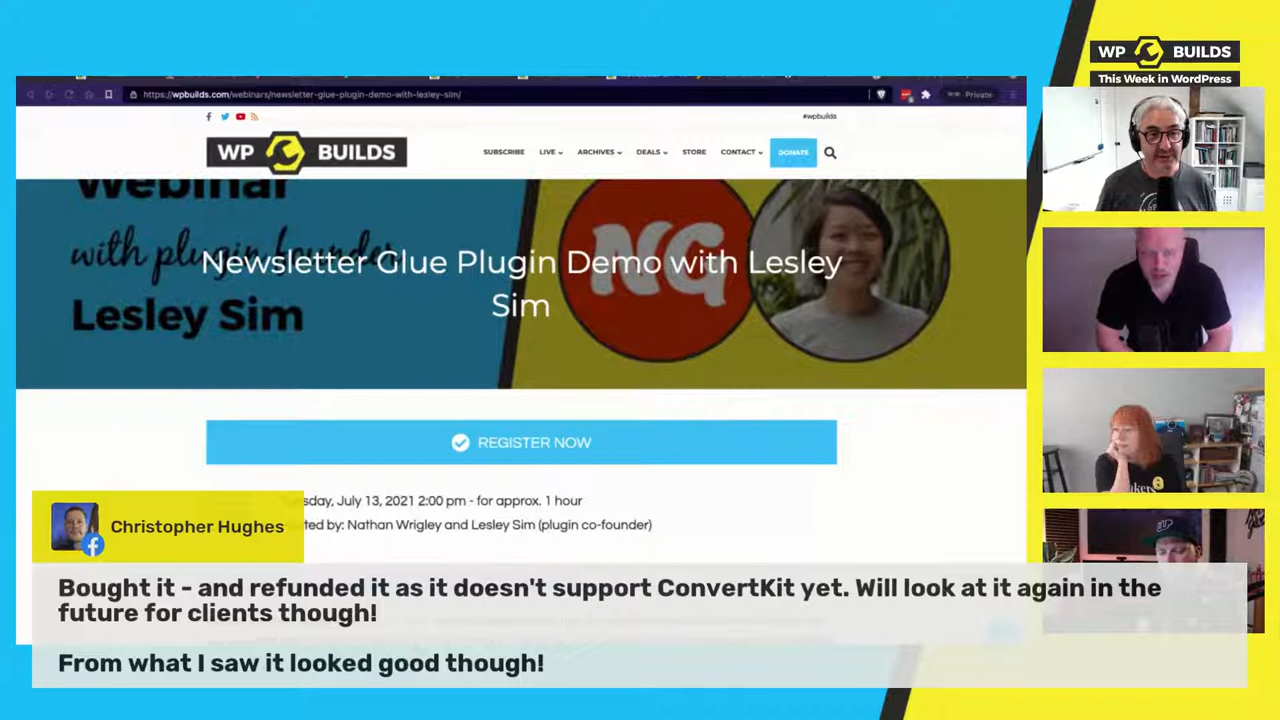 WP BUILDS
This Week in WordPress
https://wpbuilds.com/webinars/newsletter-glue-plugin-demo-with-lesley-sim/
Private
#wpbuilds
WP BUILDS
SUBSCRIBE LIVE ARCHIVES DEALS STORE CONTACT DONATE
Webinar
with plugin founder
Lesley Sim
NG
Newsletter Glue Plugin Demo with Lesley
Sim
REGISTER NOW
sday, July 13, 2021 2:00 pm - for approx. 1 hour
ted by: Nathan Wrigley and Lesley Sim (plugin co-founder)
Christopher Hughes
Bought it - and refunded it as it doesn't support ConvertKit yet. Will look at it again in the
future for clients though!
From what I saw it looked good though!